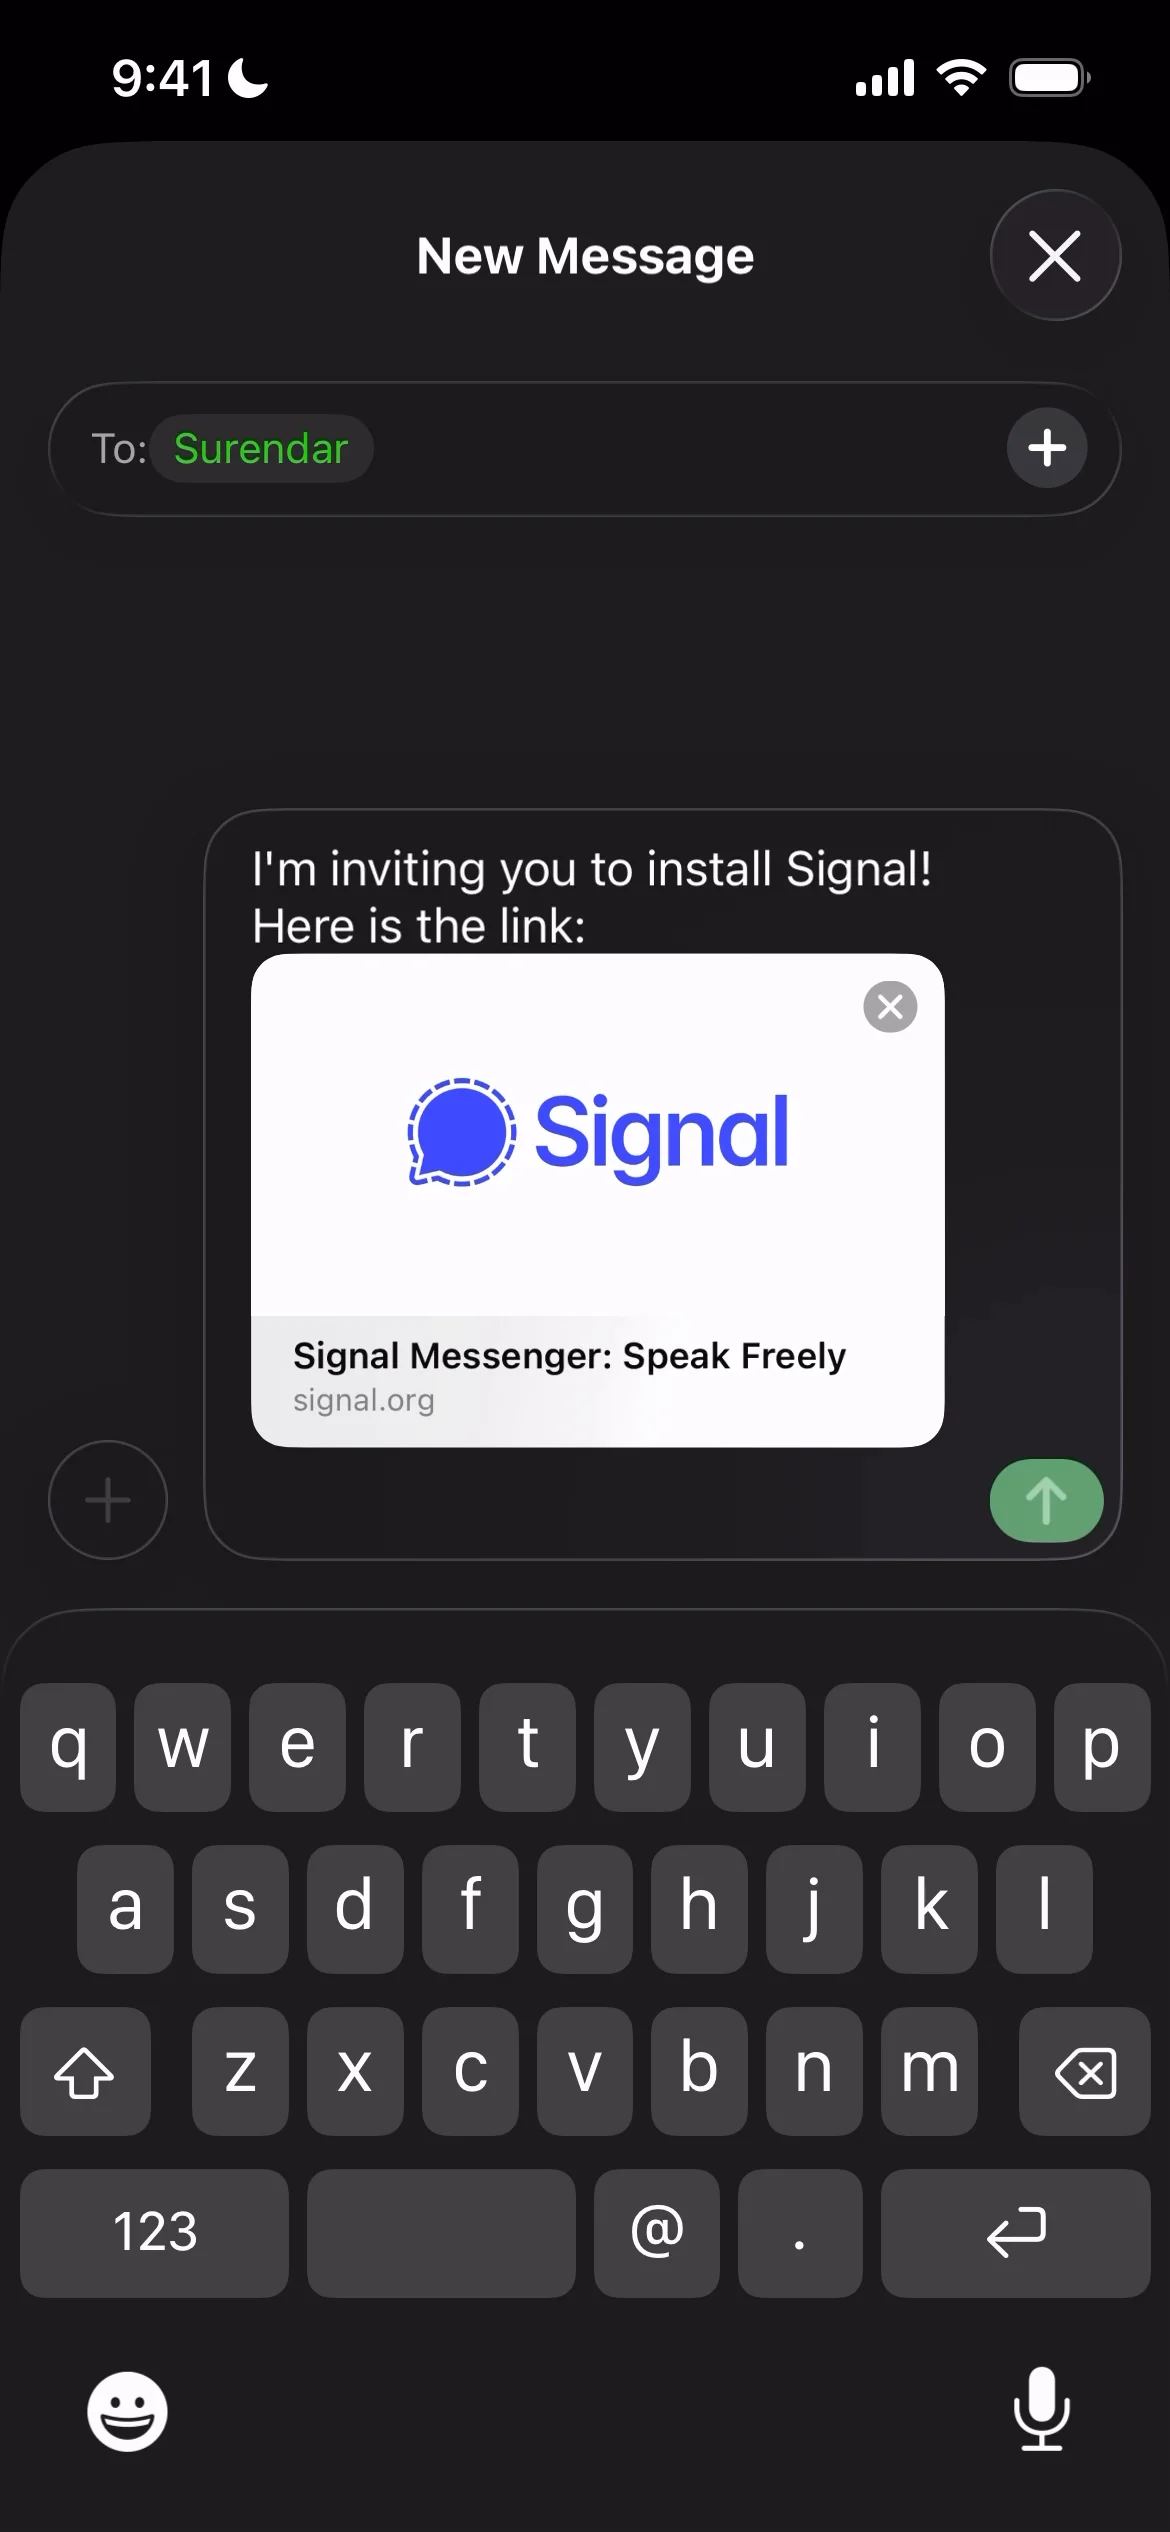 9:41
New Message
To: Surendar
I'm inviting you to install Signal!
Here is the link:
Signal
Signal Messenger: Speak Freely
signal.org
q w e r t y u i o p
a s d f g h j k l
z x c v b n m
123 @ .